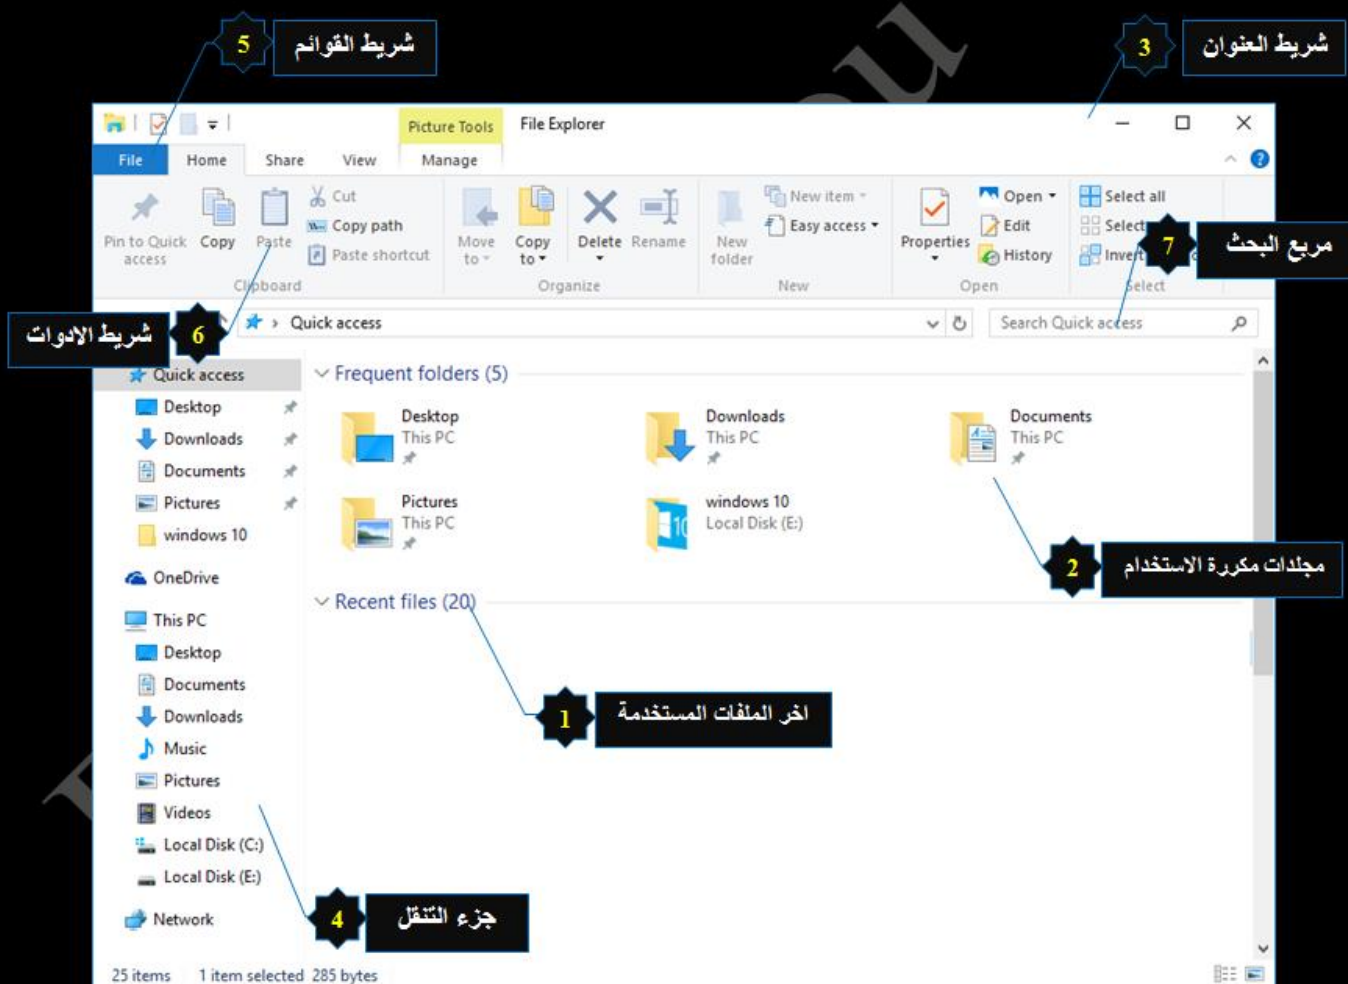 شريط القوائم
5
شريط العنوان
3
Picture Tools
File Explorer
File Home Share View Manage
Pin to Quick access
Copy
Paste
Cut
Copy path
Paste shortcut
Clipboard
Move to
Copy to
Delete
Rename
Organize
New folder
New item
Easy access
New
Properties
Open
Edit
History
Open
Select all
Select
Invert
Select
مربع البحث
7
شريط الادوات
6
Quick access
Search Quick access
Quick access
Desktop
Downloads
Documents
Pictures
windows 10
OneDrive
This PC
Desktop
Documents
Downloads
Music
Pictures
Videos
Local Disk (C:)
Local Disk (E:)
Network
Frequent folders (5)
Desktop
This PC
Downloads
This PC
Documents
This PC
Pictures
This PC
windows 10
Local Disk (E:)
مجلدات مكررة الاستخدام
2
Recent files (20)
اخر الملفات المستخدمة
1
جزء التنقل
4
25 items 1 item selected 285 bytes